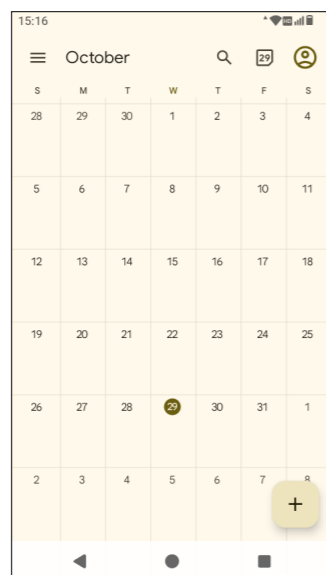 15:16
October
29
S M T W T F S
28 29 30 1 2 3 4
5 6 7 8 9 10 11
12 13 14 15 16 17 18
19 20 21 22 23 24 25
26 27 28 29 30 31 1
2 3 4 5 6 7 8
+